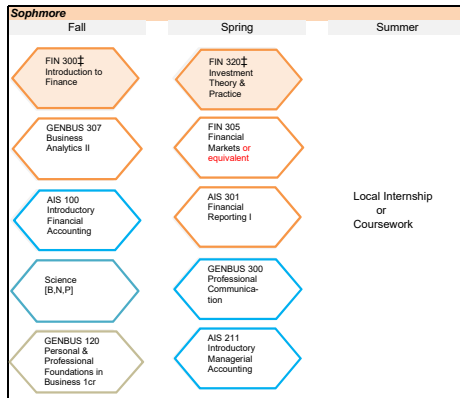 Sophmore
Fall
Spring
Summer
FIN 300‡
Introduction to
Finance
FIN 320‡
Investment
Theory &
Practice
GENBUS 307
Business
Analytics II
FIN 305
Financial
Markets or
equivalent
AIS 100
Introductory
Financial
Accounting
AIS 301
Financial
Reporting I
Local Internship
or
Coursework
Science
[B,N,P]
GENBUS 300
Professional
Communica-
tion
GENBUS 120
Personal &
Professional
Foundations in
Business 1cr
AIS 211
Introductory
Managerial
Accounting